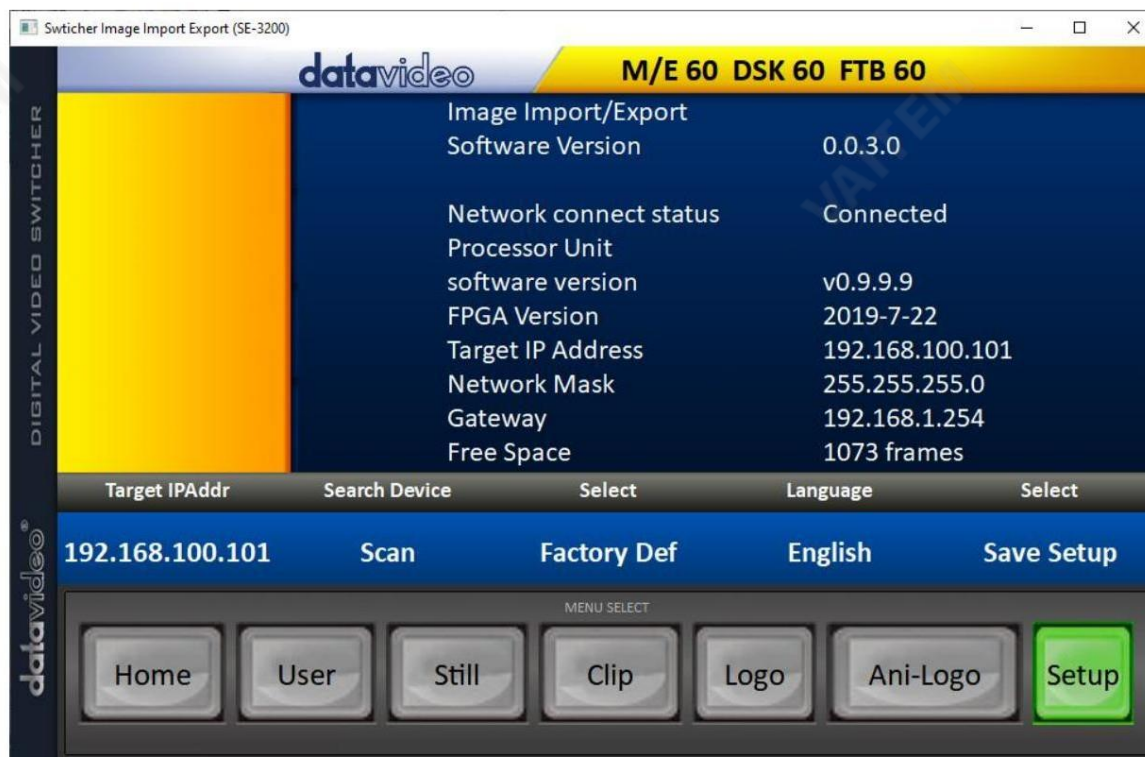 Swticher Image Import Export (SE-3200)
datavideo
M/E 60 DSK 60 FTB 60
DIGITAL VIDEO SWITCHER
datavideo®
Image Import/Export
Software Version 0.0.3.0
Network connect status Connected
Processor Unit
software version v0.9.9.9
FPGA Version 2019-7-22
Target IP Address 192.168.100.101
Network Mask 255.255.255.0
Gateway 192.168.1.254
Free Space 1073 frames
Target IPAddr Search Device Select Language Select
192.168.100.101 Scan Factory Def English Save Setup
MENU SELECT
Home User Still Clip Logo Ani-Logo Setup